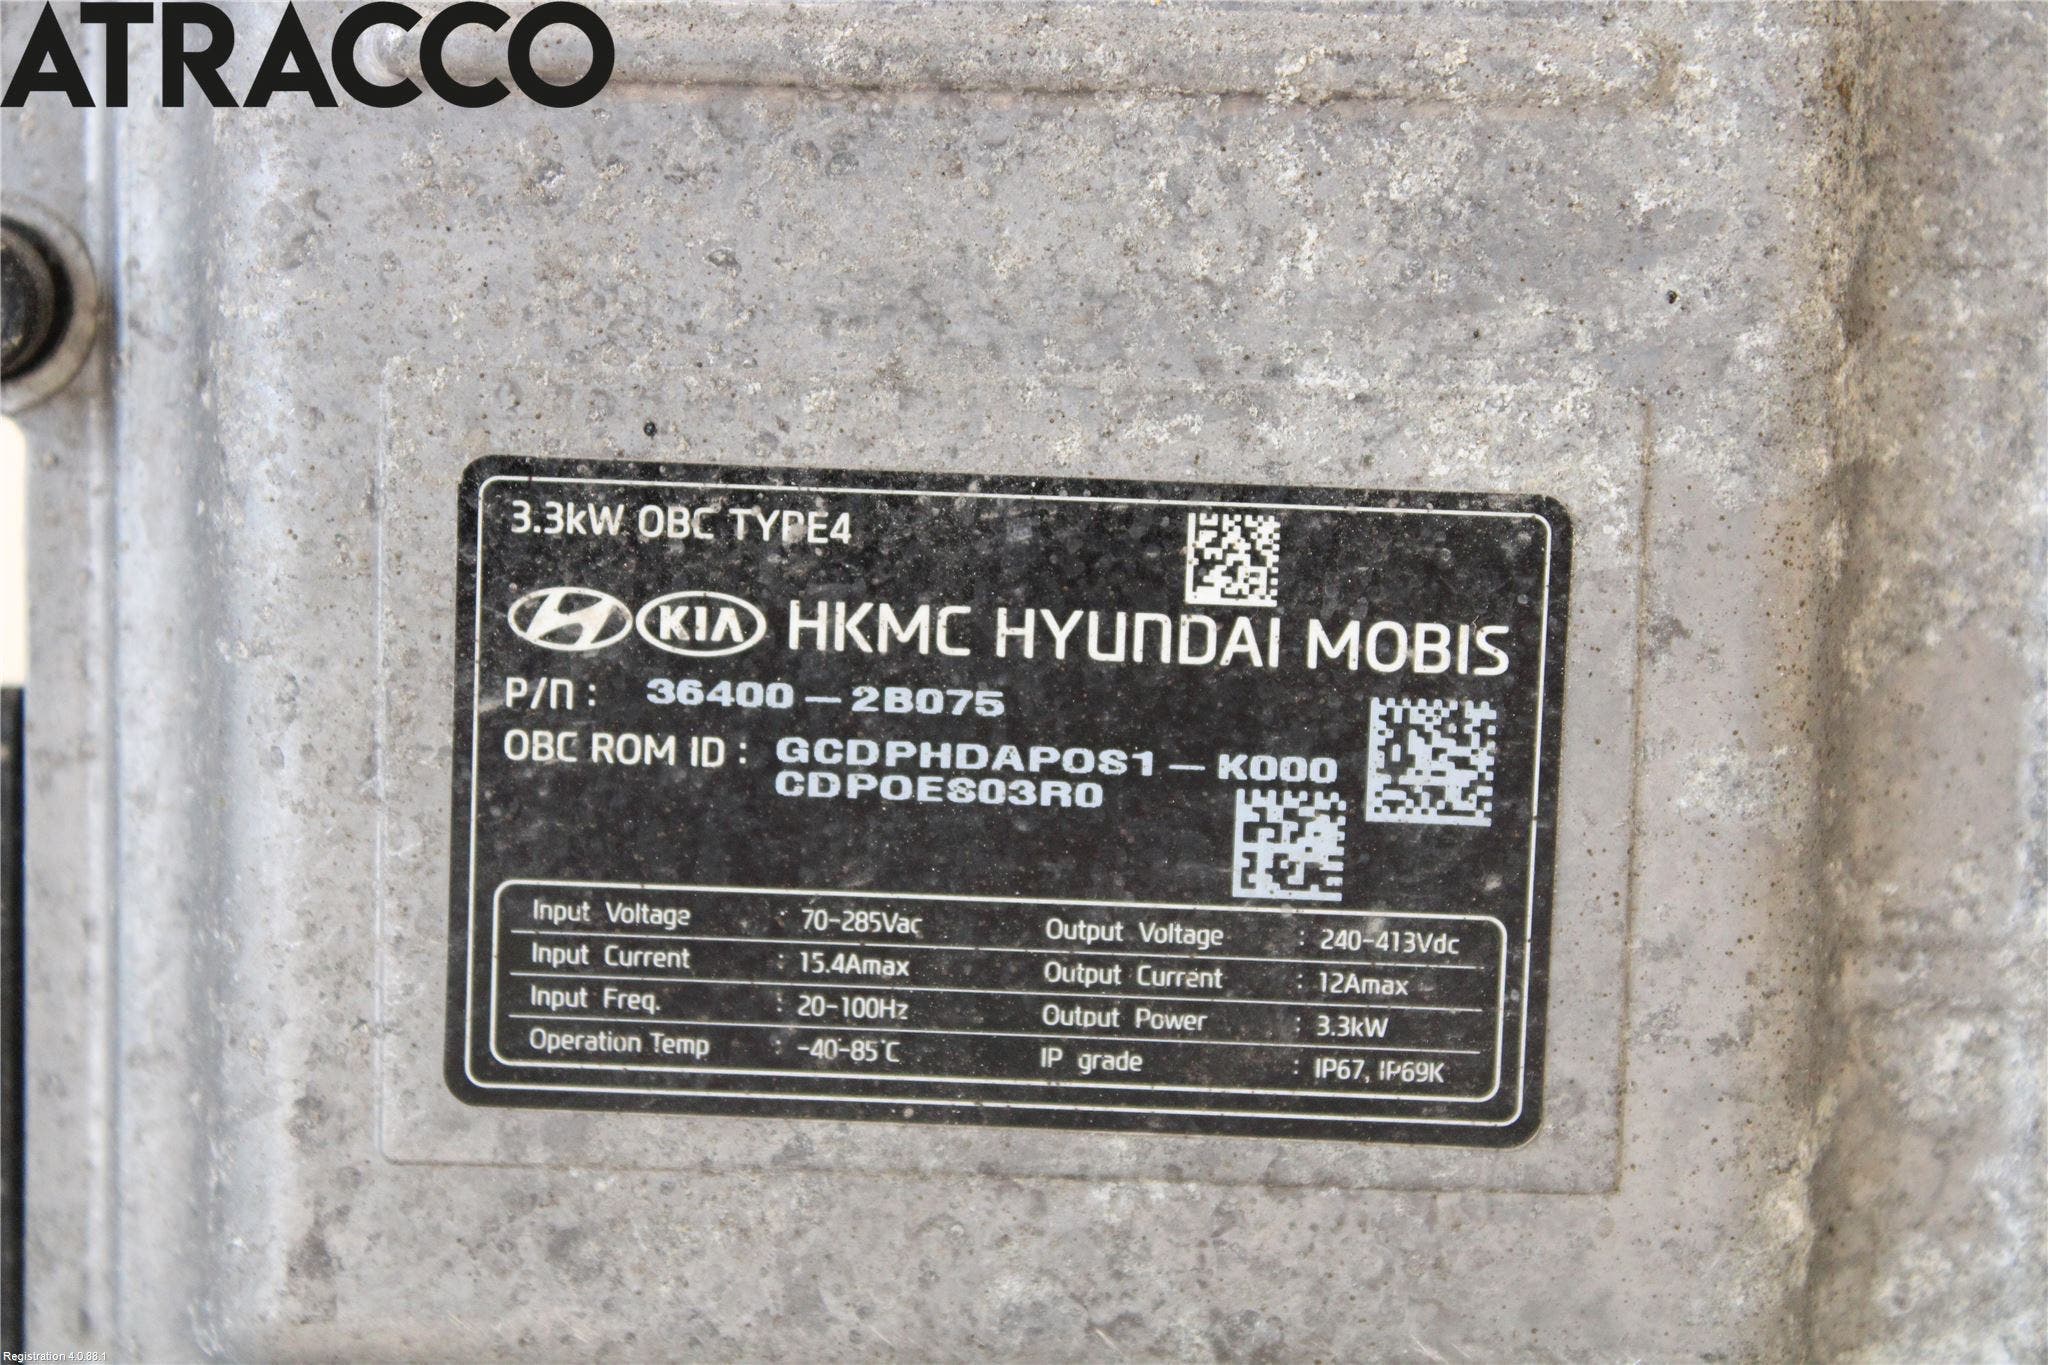 ATRACCO
3.3kW OBC TYPE4
KIA HKMC HYUNDAI MOBIS
P/N : 36400-2B075
OBC ROM ID : GCDPHDAP0S1-K000
CDP0ES03R0
Input Voltage : 70-285Vac Output Voltage : 240-413Vdc
Input Current : 15.4Amax Output Current : 12Amax
Input Freq. : 20-100Hz Output Power : 3.3kW
Operation Temp : -40-85℃ IP grade : IP67, IP69K
Registration 4.0.88.1